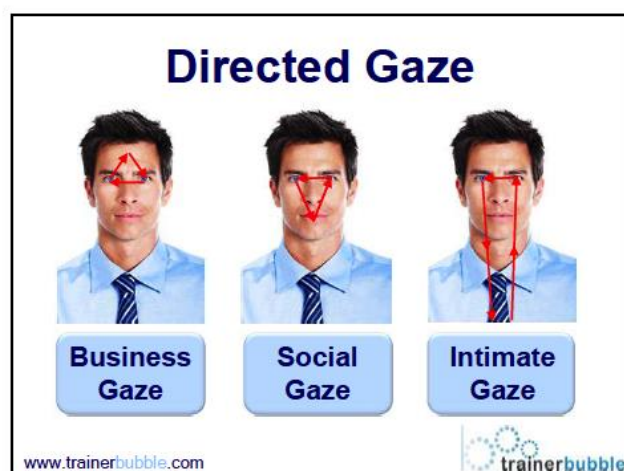 Directed Gaze
Business
Gaze
Social
Gaze
Intimate
Gaze
www.trainerbubble.com
trainerbubble